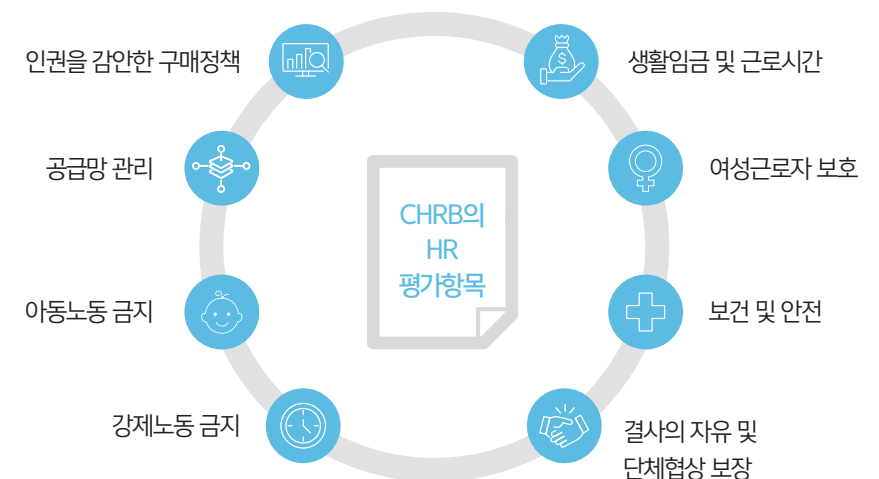 인권을 감안한 구매정책
생활임금 및 근로시간
공급망 관리
여성근로자 보호
CHRB의
HR
평가항목
아동노동 금지
보건 및 안전
강제노동 금지
결사의 자유 및
단체협상 보장
$